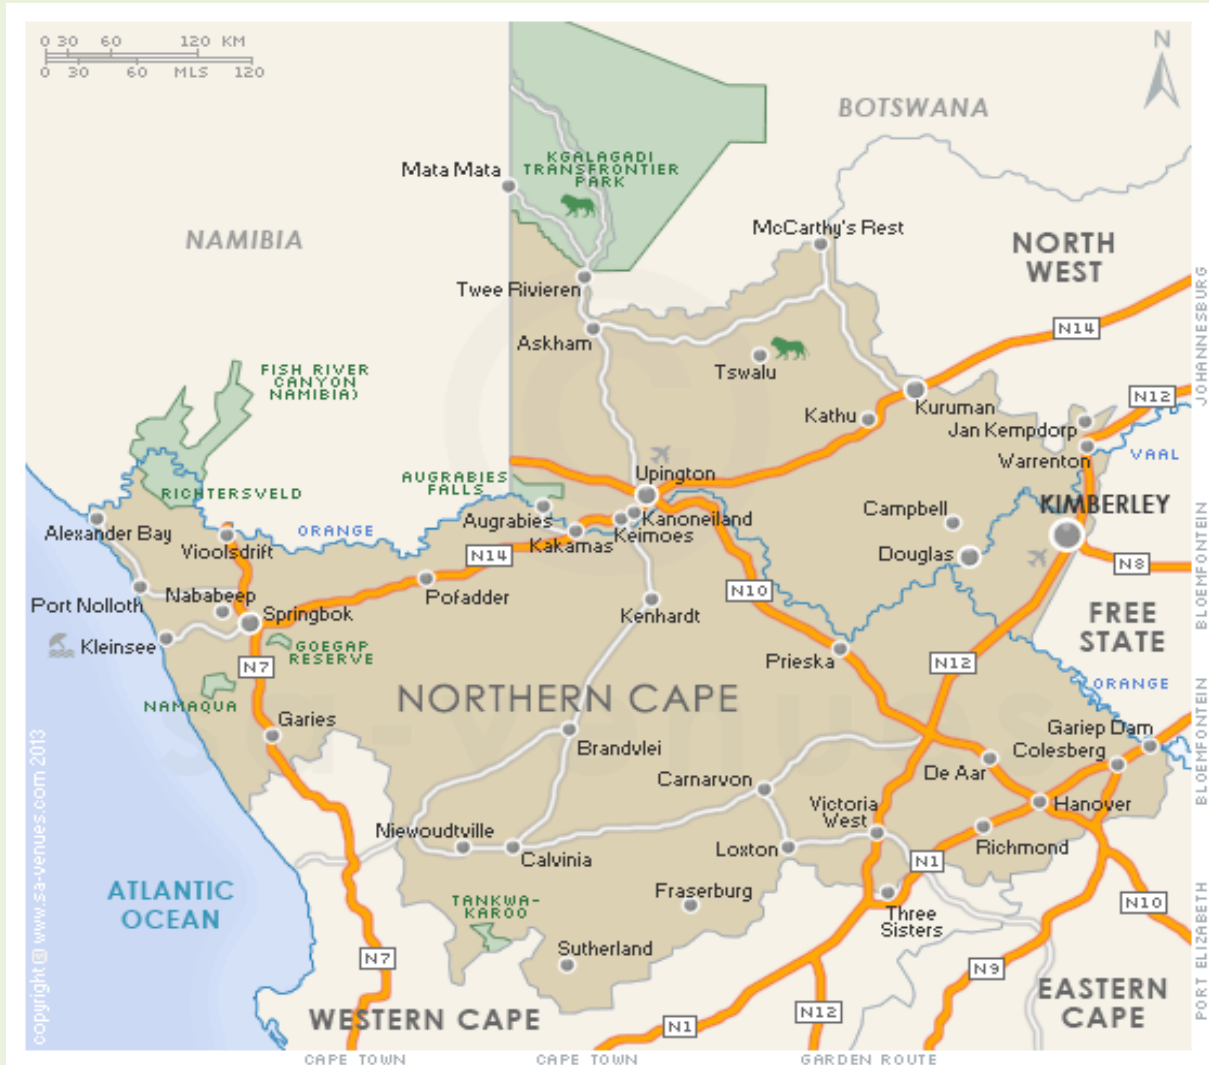 0 30 60 120 KM
0 30 60 MLS 120
N
BOTSWANA
KGALAGADI
TRANSFRONTIER
PARK
Mata Mata
NAMIBIA
McCarthy's Rest
NORTH
WEST
Twee Rivieren
JOHANNESBURG
N14
Askham
Tswalu
FISH RIVER
CANYON
NAMIBIA)
N12
Kathu
Kuruman
Jan Kempdorp
Warrenton
VAAL
Upington
AUGRABIES
FALLS
RICHTERSVELD
KIMBERLEY
Campbell
Augrabies
Kanoneiland
Keimoes
Kakamas
ORANGE
Alexander Bay
Vioolsdrift
N14
Douglas
N8
BLOEMFONTEIN
Nababeep
Port Nolloth
Springbok
Pofadder
N10
Kenhardt
FREE
STATE
Kleinsee
GOEGAP
RESERVE
N7
Prieska
N12
ORANGE
NORTHERN CAPE
NAMAQUA
Garies
Brandvlei
Gariep Dam
Colesberg
BLOEMFONTEIN
sa-venues
De Aar
Carnarvon
Victoria
West
Hanover
Niewoudtville
Calvinia
Loxton
Richmond
N1
ATLANTIC
OCEAN
Fraserburg
TANKWA-
KAROO
Three
Sisters
N10
PORT ELIZABETH
Sutherland
N7
N9
EASTERN
CAPE
WESTERN CAPE
N1
N12
copyright @ www.sa-venues.com 2013
CAPE TOWN
CAPE TOWN
GARDEN ROUTE